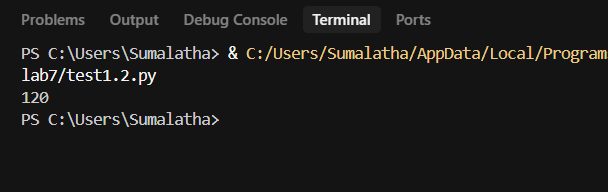 Problems Output Debug Console Terminal Ports
PS C:\Users\Sumalatha> & C:/Users/Sumalatha/AppData/Local/Program
lab7/test1.2.py
120
PS C:\Users\Sumalatha>